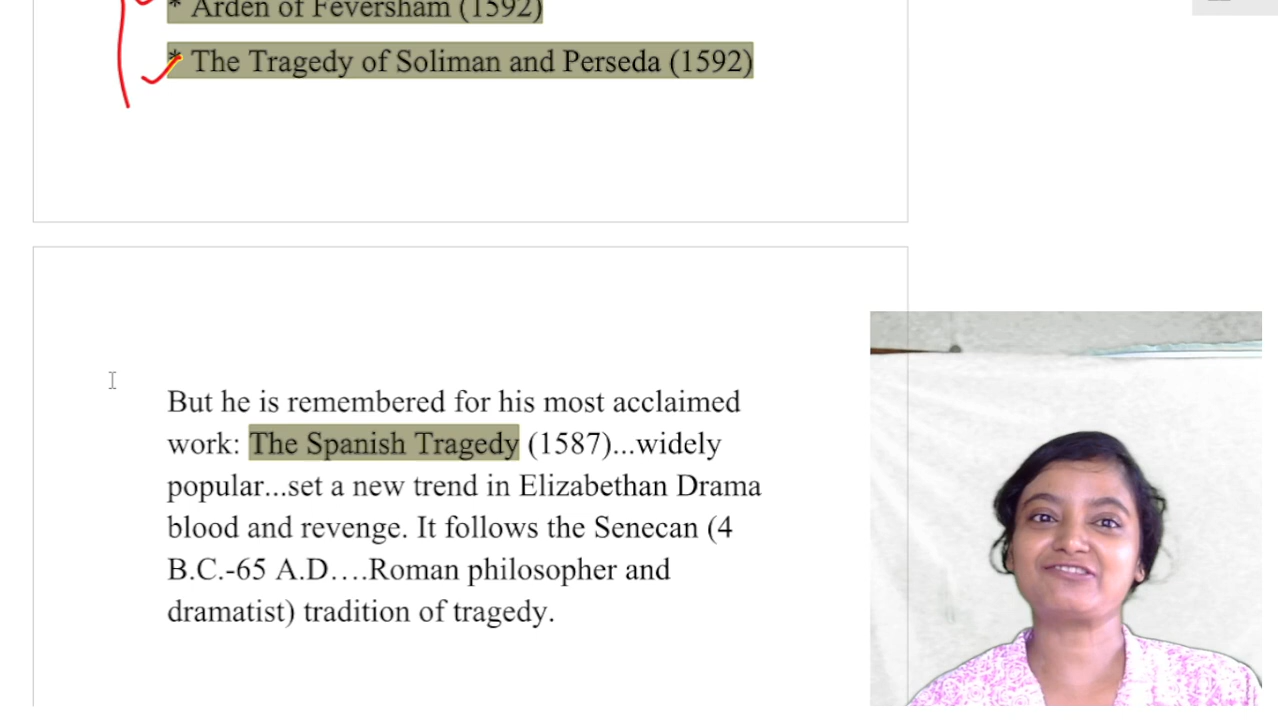 * Arden of Feversham (1592)
* The Tragedy of Soliman and Perseda (1592)
But he is remembered for his most acclaimed
work: The Spanish Tragedy (1587)...widely
popular...set a new trend in Elizabethan Drama
blood and revenge. It follows the Senecan (4
B.C.-65 A.D….Roman philosopher and
dramatist) tradition of tragedy.